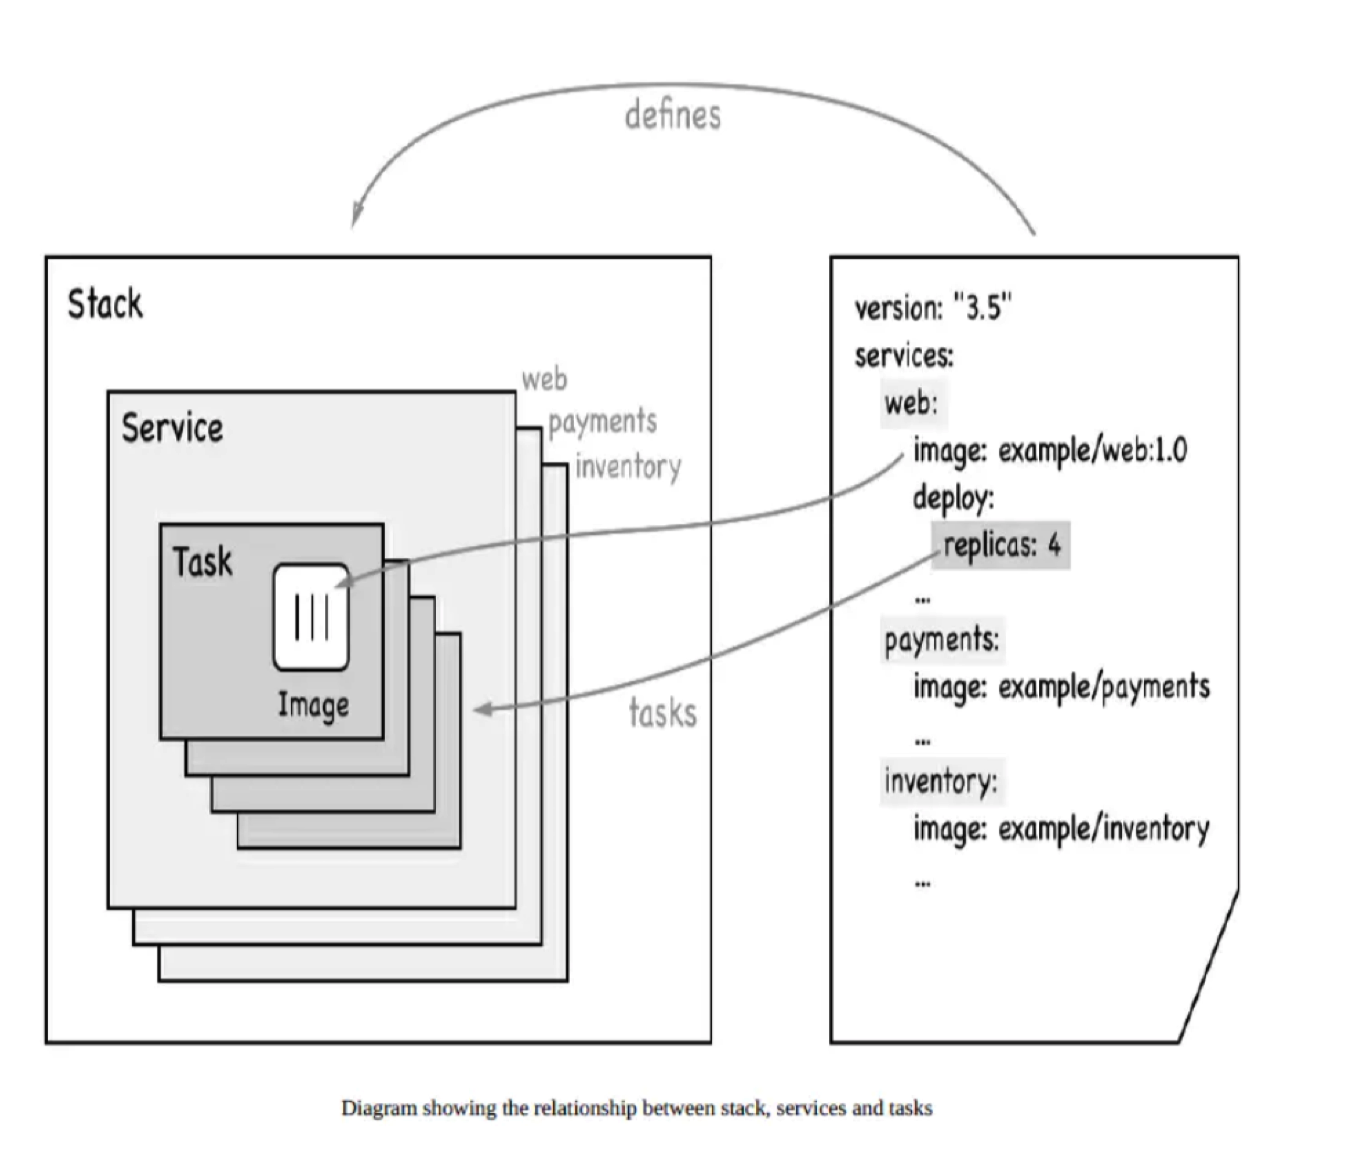 defines
Stack
web
payments
inventory
Service
Task
Image
tasks
version: "3.5"
services:
web:
image: example/web:1.0
deploy:
replicas: 4
...
payments:
image: example/payments
...
inventory:
image: example/inventory
...
Diagram showing the relationship between stack, services and tasks